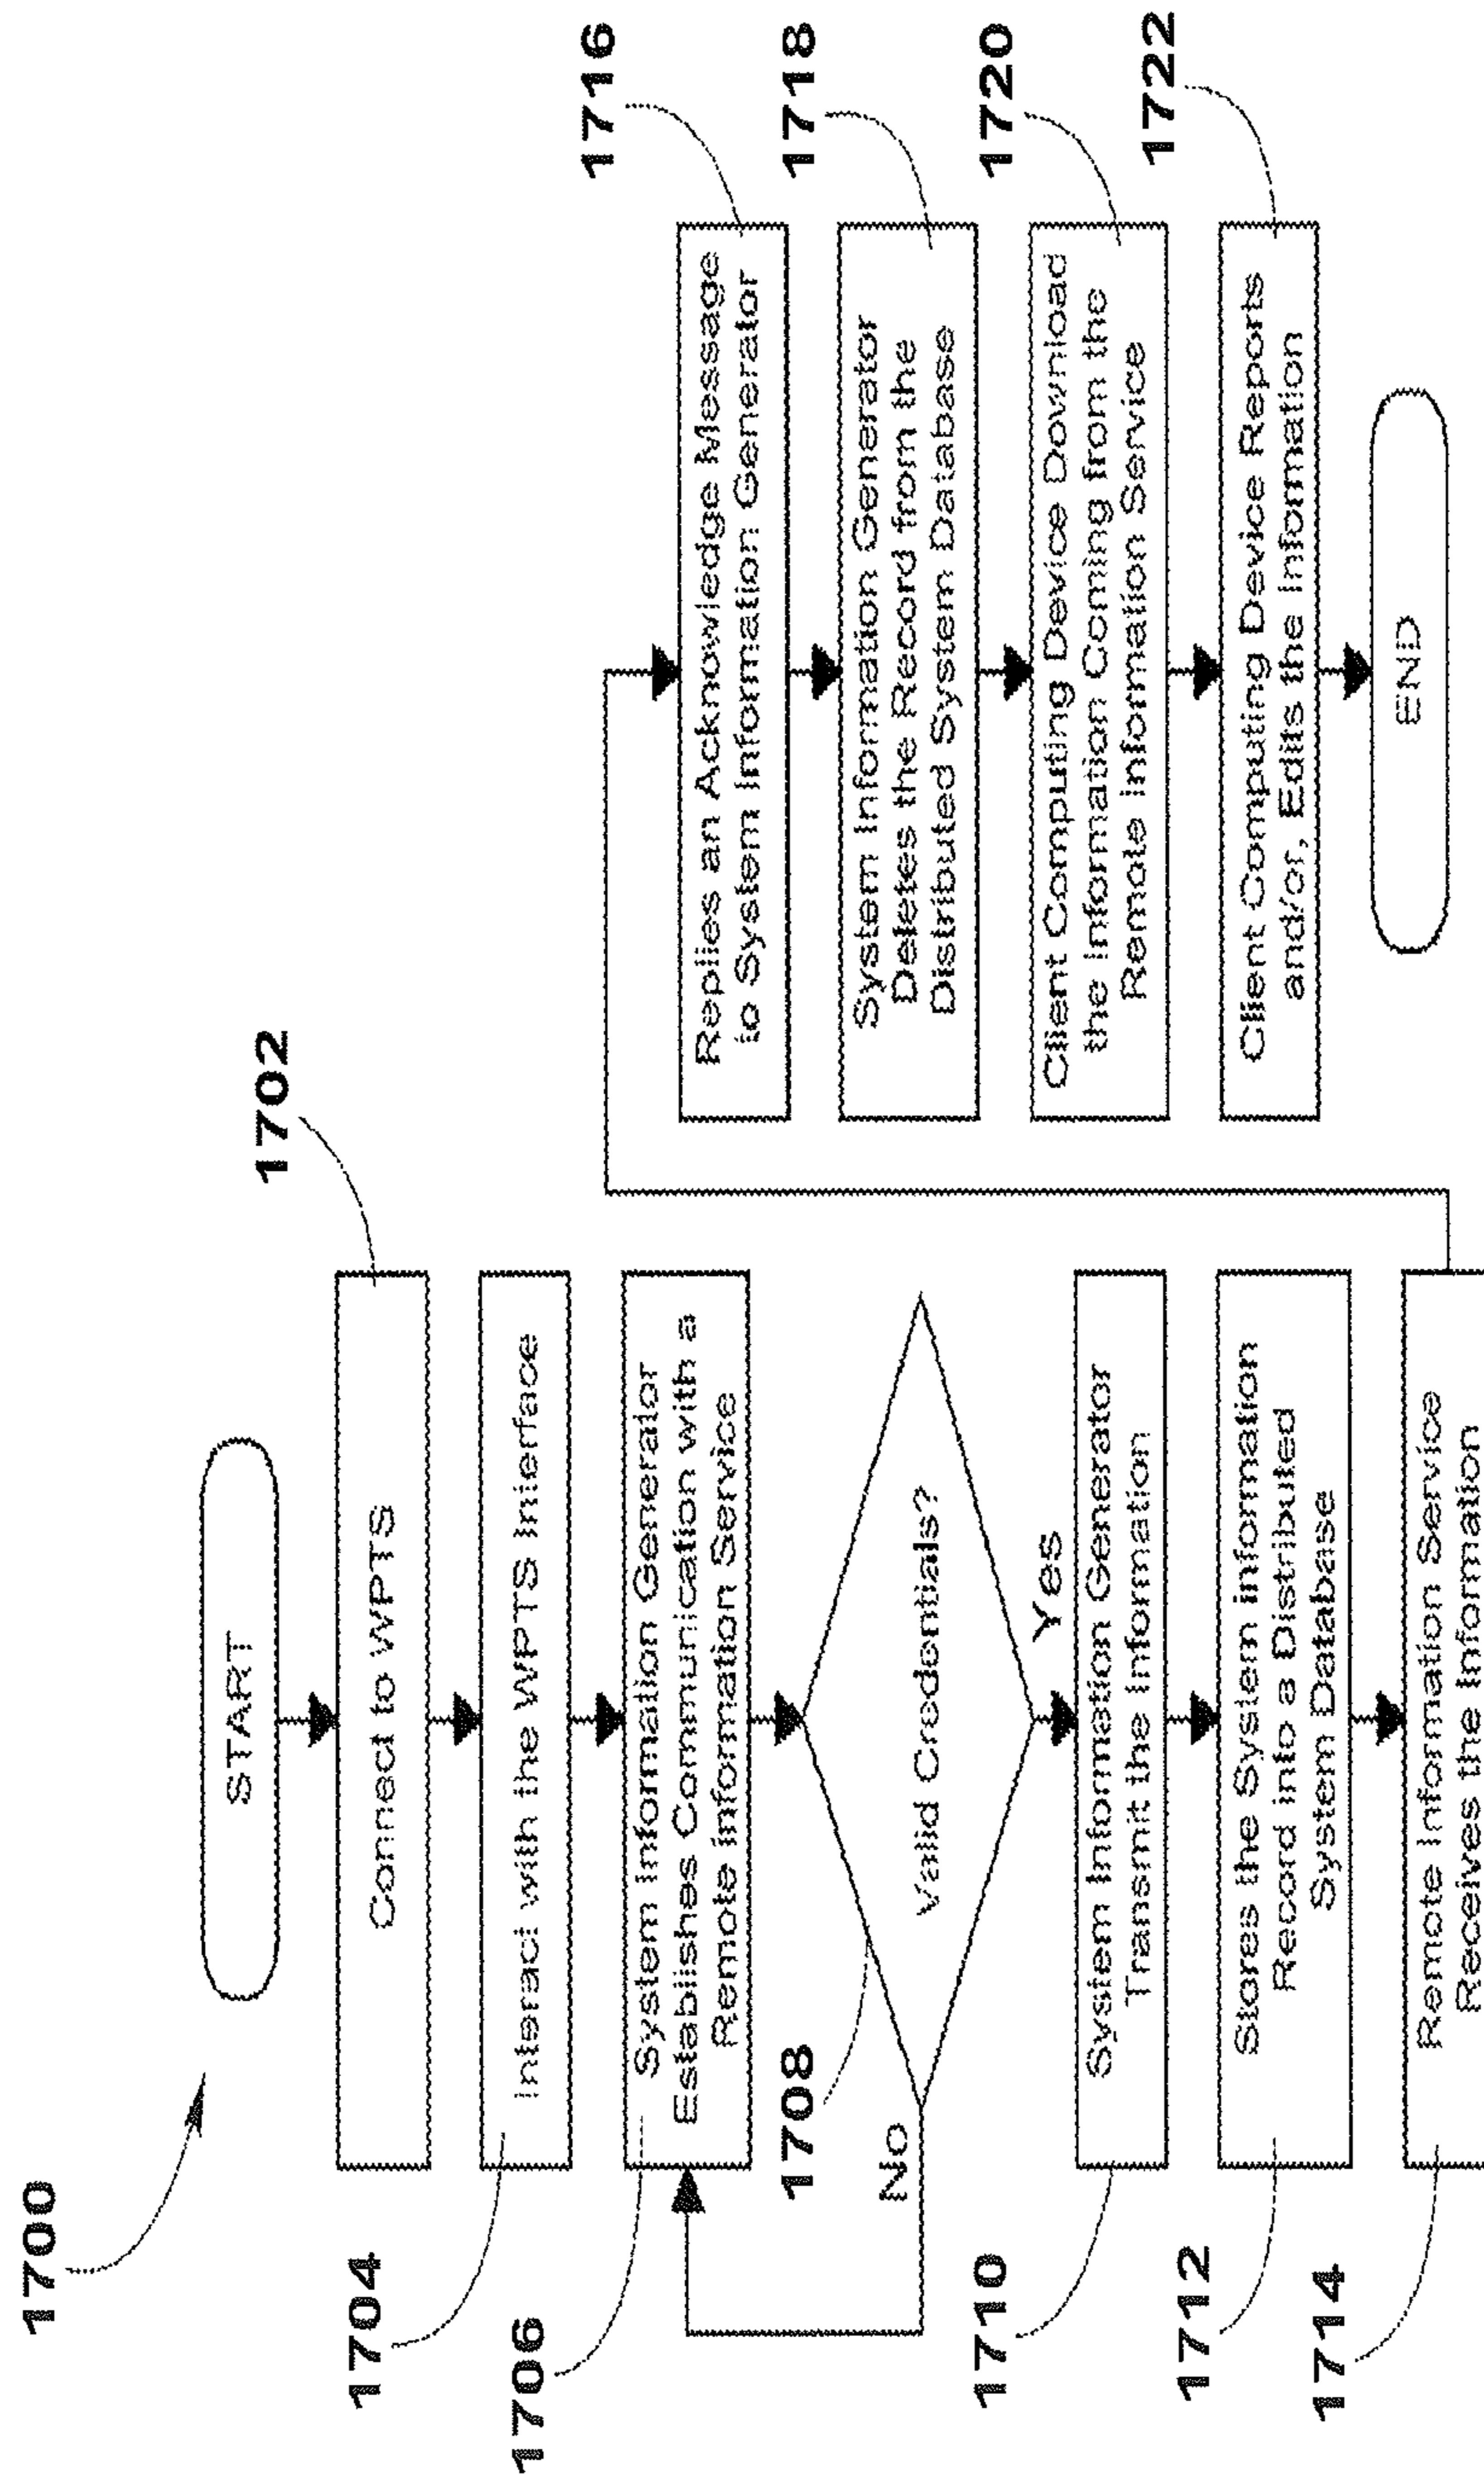 1700
START
1702
Connect to WPTS
1704
Interact with the WPTS Interface
1706
System Information Generator
Establishes Communication with a
Remote Information Service
1708
Valid Credentials?
No
Yes
1710
System Information Generator
Transmit the Information
1712
Stores the System information
Record into a Distributed
System Database
1714
Remote Information Service
Receives the Information
1716
Replies an Acknowledge Message
to System Information Generator
1718
System Information Generator
Deletes the Record from the
Distributed System Database
1720
Client Computing Device Download
the Information Coming from the
Remote Information Service
1722
Client Computing Device Reports
and/or, Edits the Information
END